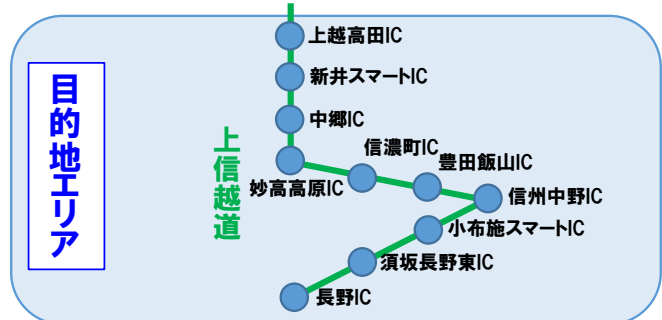 上越高田IC
新井スマートIC
中郷IC
信濃町IC
豊田飯山IC
妙高高原IC
信州中野IC
小布施スマートIC
須坂長野東IC
長野IC
目的地エリア
上信越道